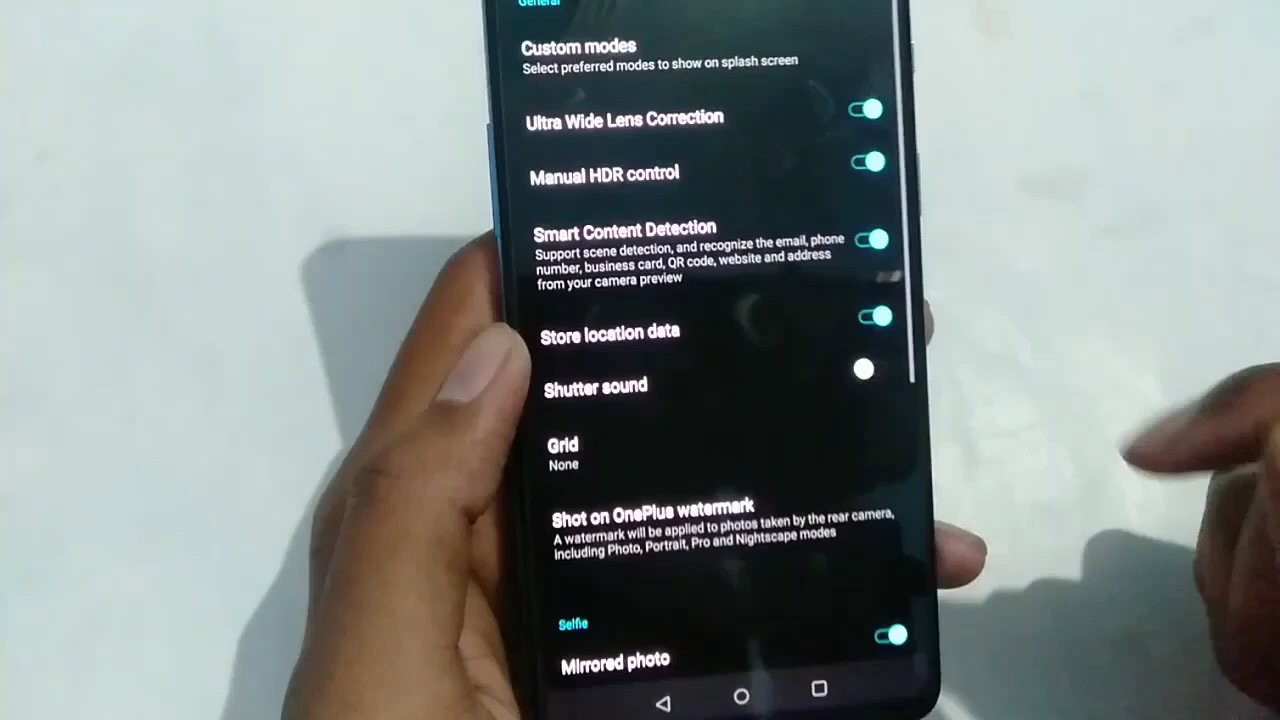 General
Custom modes
Select preferred modes to show on splash screen
Ultra Wide Lens Correction
Manual HDR control
Smart Content Detection
Support scene detection, and recognize the email, phone
number, business card, QR code, website and address
from your camera preview
Store location data
Shutter sound
Grid
None
Shot on OnePlus watermark
A watermark will be applied to photos taken by the rear camera,
including Photo, Portrait, Pro and Nightscape modes
Selfie
Mirrored photo